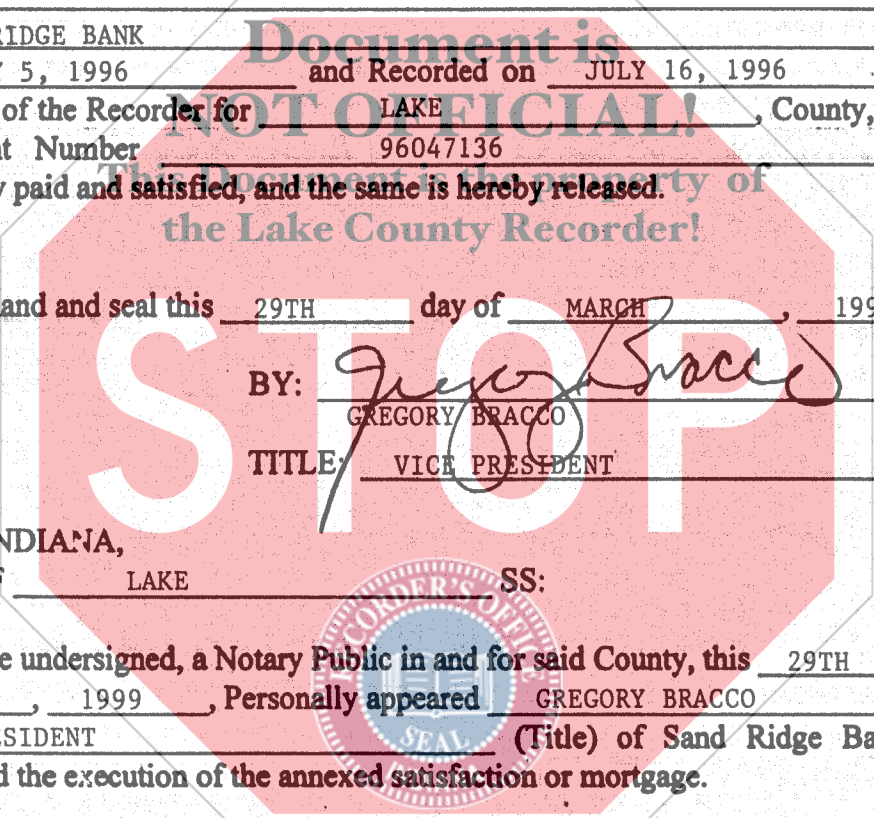 RIDGE BANK
Document is
Y 5, 1996 and Recorded on JULY 16, 1996
of the Recorder for LAKE, County,
NOT OFFICIAL!
t Number 96047136
This Document is the property of
y paid and satisfied, and the same is hereby released.
the Lake County Recorder!
and and seal this 29TH day of MARCH, 199
STOP
BY: Gregory Bracco
GREGORY BRACCO
TITLE: VICE PRESIDENT
NDIANA,
LAKE SS:
RECORDER'S OFFICE
e undersigned, a Notary Public in and for said County, this 29TH
, 1999, Personally appeared GREGORY BRACCO
SEAL
SIDENT (Title) of Sand Ridge Ba
d the execution of the annexed satisfaction or mortgage.